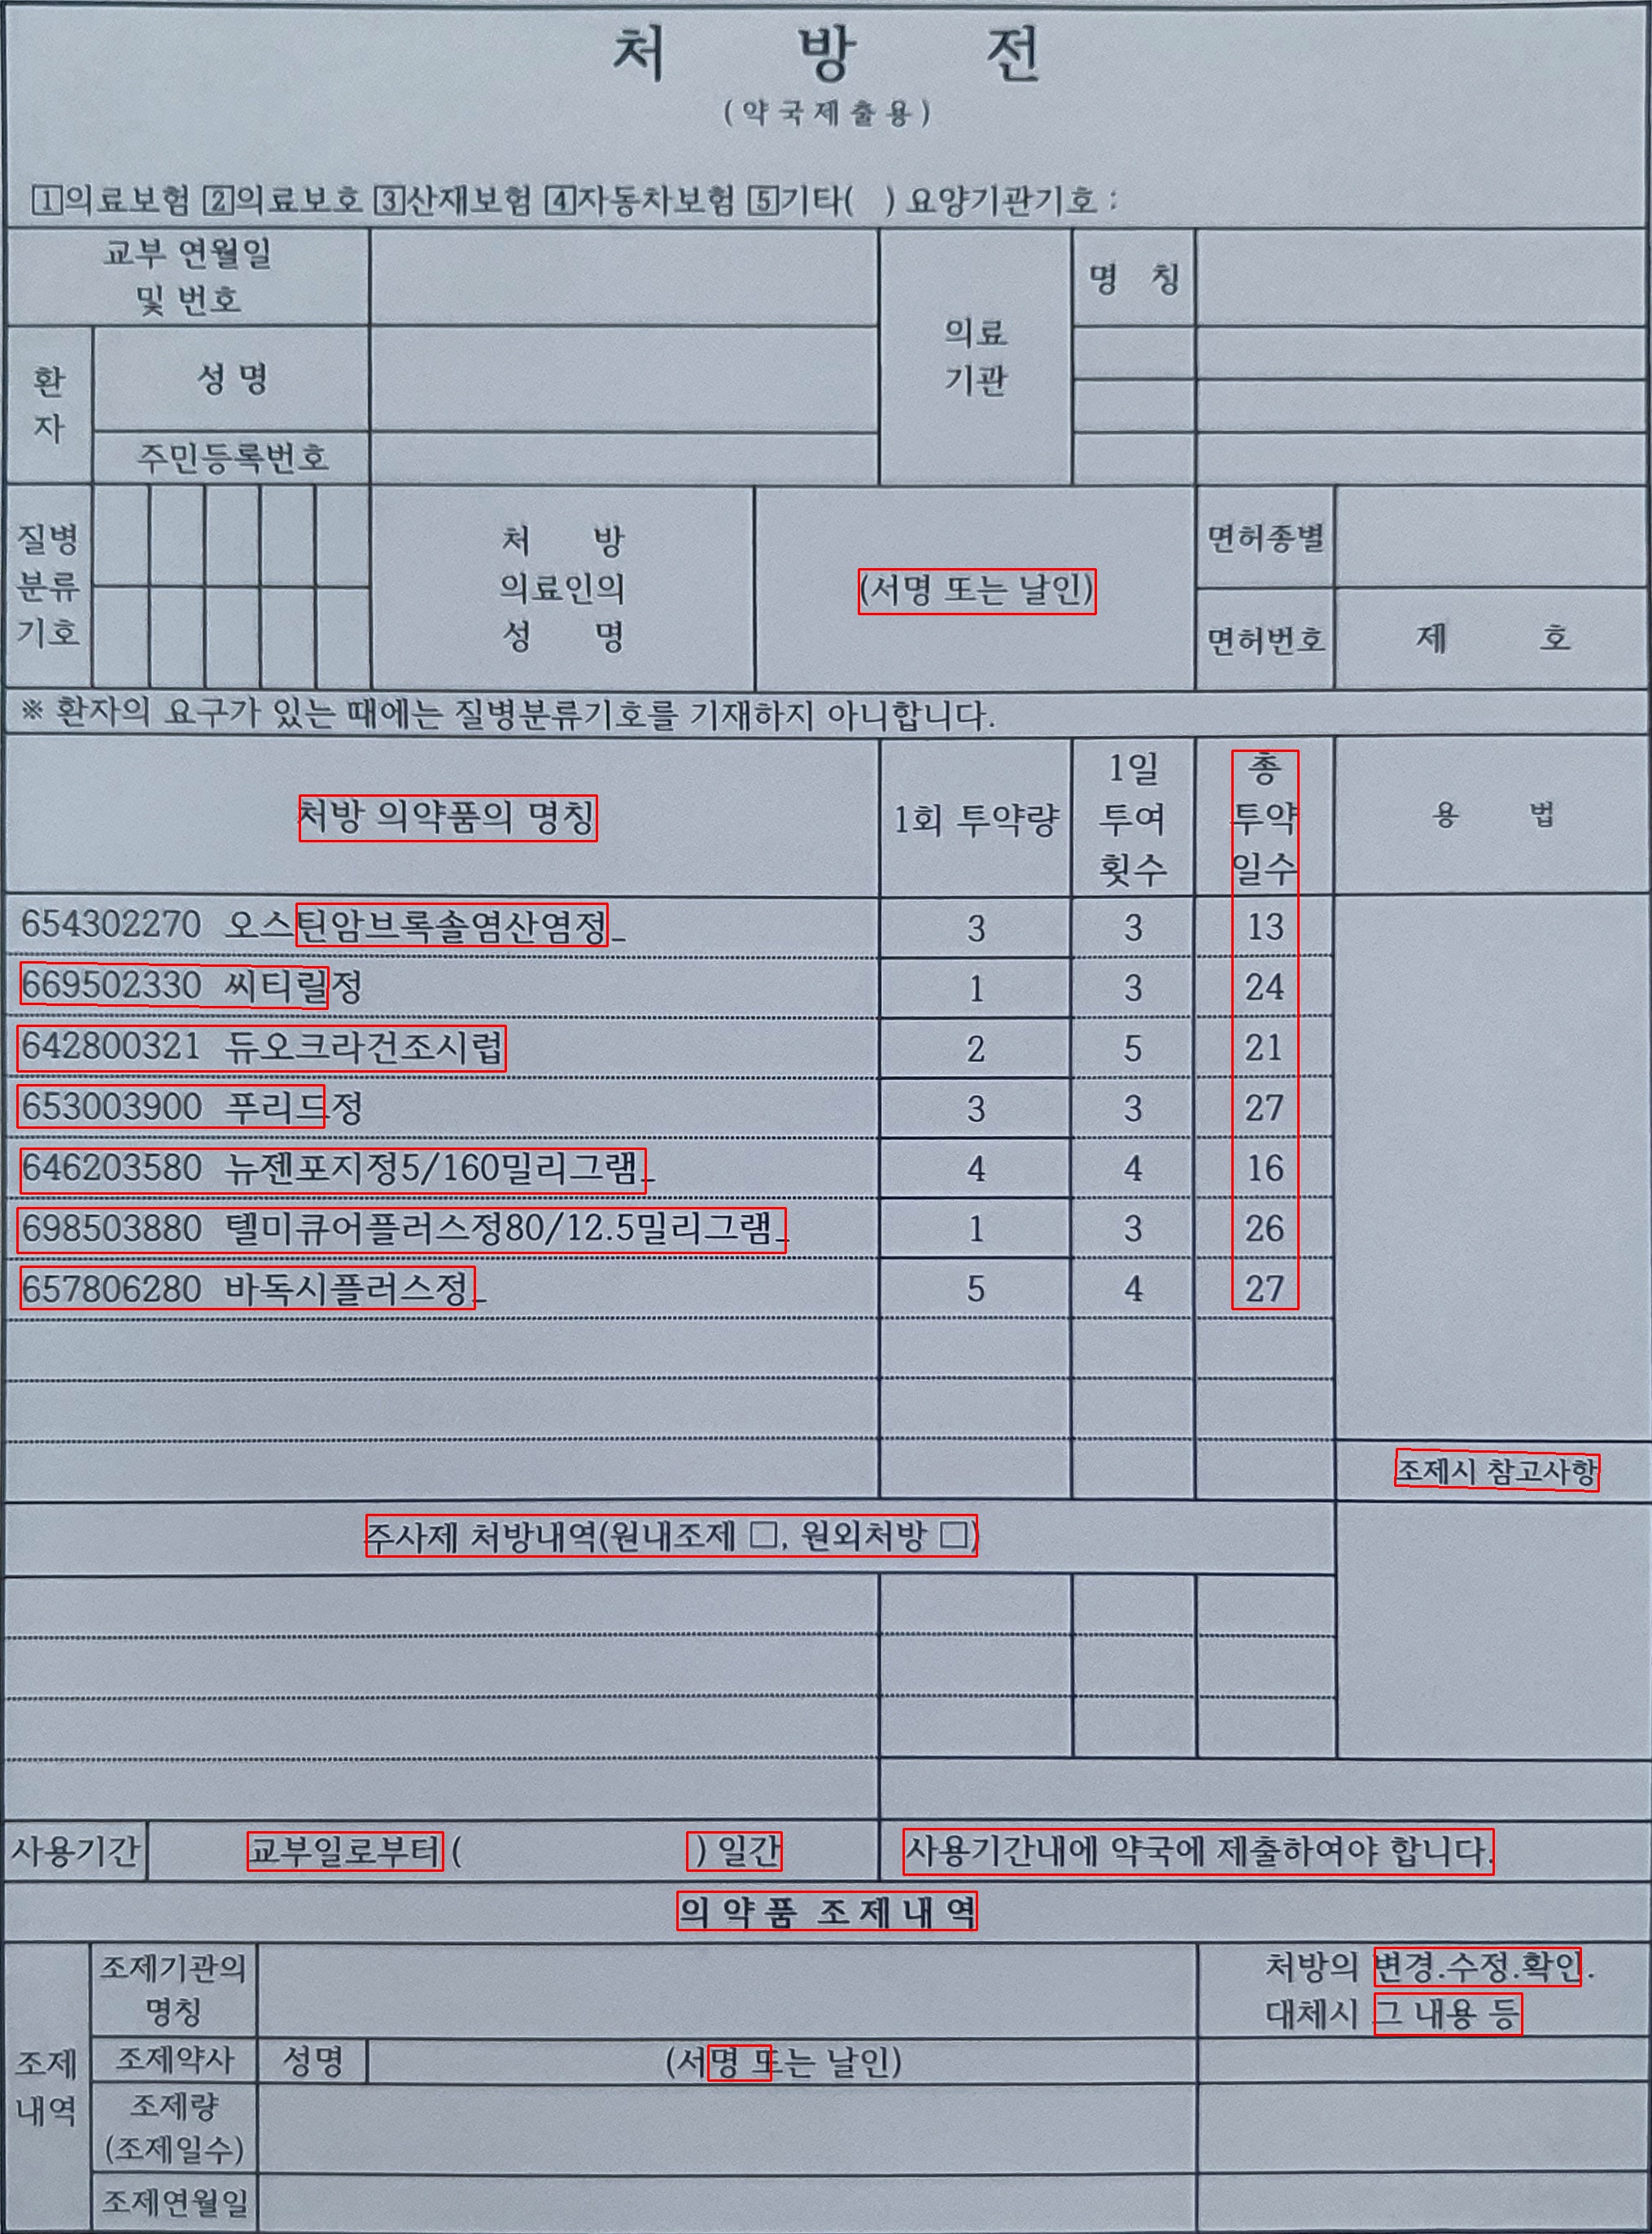 처 방 전
(약국제출용)
1의료보험 2의료보호 3산재보험 4자동차보험 5기타( ) 요양기관기호 :
교부 연월일
및 번호
의료
기관
명 칭
환
자
성 명
주민등록번호
질병
분류
기호
처 방
의료인의
성 명
(서명 또는 날인)
면허종별
면허번호
제 호
※ 환자의 요구가 있는 때에는 질병분류기호를 기재하지 아니합니다.
처방 의약품의 명칭
1회 투약량
1일
투여
횟수
총
투약
일수
용 법
654302270 오스틴암브록솔염산염정_ 3 3 13
669502330 씨티릴정 1 3 24
642800321 듀오크라건조시럽 2 5 21
653003900 푸리드정 3 3 27
646203580 뉴젠포지정5/160밀리그램_ 4 4 16
698503880 텔미큐어플러스정80/12.5밀리그램_ 1 3 26
657806280 바독시플러스정_ 5 4 27
조제시 참고사항
주사제 처방내역(원내조제 □, 원외처방 □)
사용기간 교부일로부터 ( ) 일간 사용기간내에 약국에 제출하여야 합니다.
의 약 품 조 제 내 역
조제
내역
조제기관의
명칭
처방의 변경.수정.확인.
대체시 그 내용 등
조제약사 성명 (서명 또는 날인)
조제량
(조제일수)
조제연월일